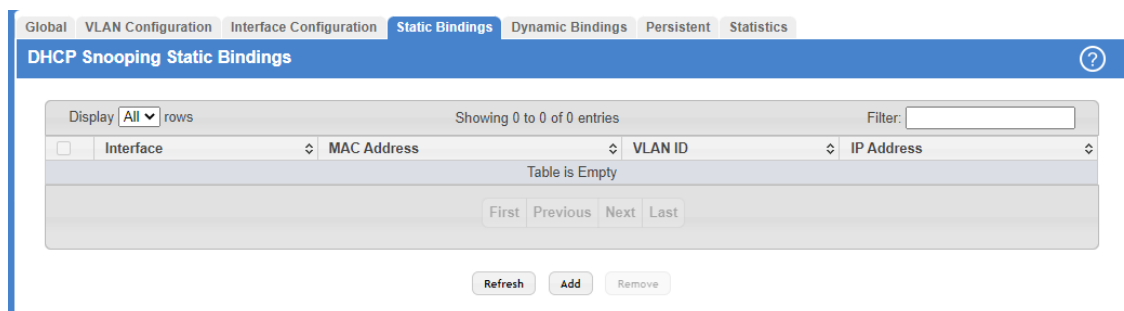 Global VLAN Configuration Interface Configuration Static Bindings Dynamic Bindings Persistent Statistics
DHCP Snooping Static Bindings ?
Display All rows Showing 0 to 0 of 0 entries Filter:
Interface MAC Address VLAN ID IP Address
Table is Empty
First Previous Next Last
Refresh Add Remove